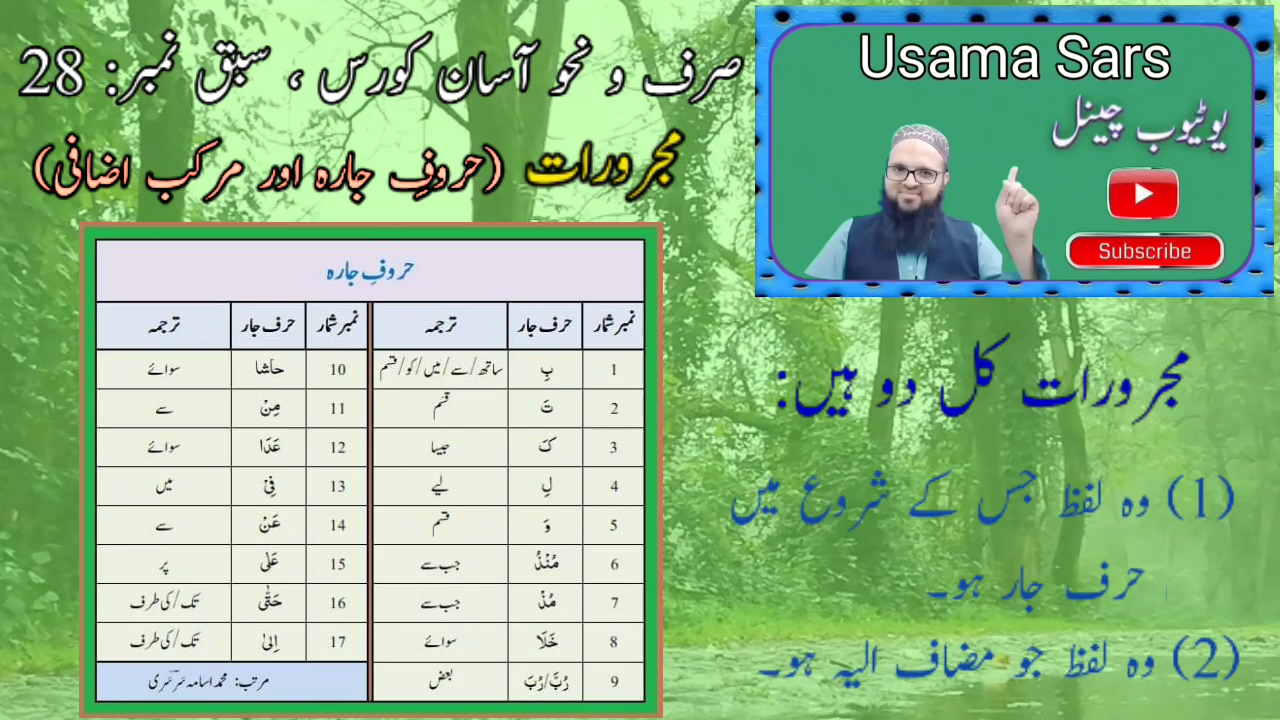 صرف و نحو آسان کورس ، سبق نمبر: 28
مجرورات (حروفِ جارہ اور مرکب اضافی)
Usama Sars
یوٹیوب چینل
Subscribe
حروفِ جارہ
نمبر شمار حرف جار ترجمہ نمبر شمار حرف جار ترجمہ
1 بِ ساتھ/سے/میں/کو/قسم 10 حاشا سوائے
2 تَ قسم 11 مِنْ سے
3 کَ جیسا 12 عَدَا سوائے
4 لِ لیے 13 فِیْ میں
5 وَ قسم 14 عَنْ سے
6 مُنْذُ جب سے 15 عَلٰی پر
7 مُذْ جب سے 16 حَتّٰی تک/کی طرف
8 خَلَا سوائے 17 اِلٰی تک/کی طرف
9 رُبَّ/رُبَ بعض مرتب: محمد اسامہ
مجرورات کل دو ہیں:
(1) وہ لفظ جس کے شروع میں
حرف جار ہو۔
(2) وہ لفظ جو مضاف الیہ ہو۔